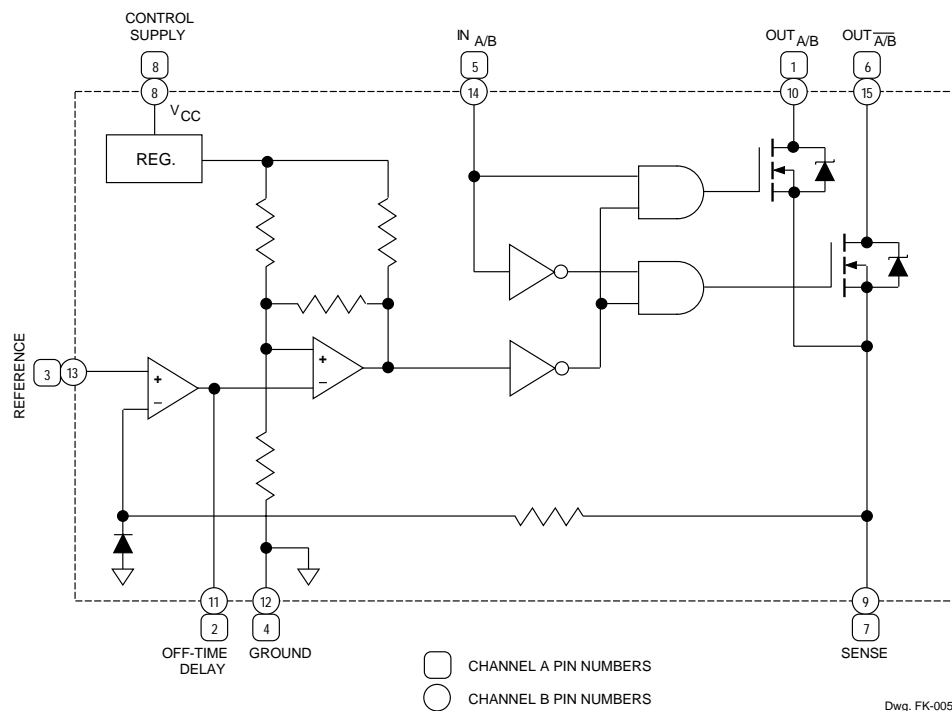 CONTROL
SUPPLY
IN A/B
OUT A/B
OUT A/B
8
5
1
6
8
14
10
15
VCC
REG.
REFERENCE
3
13
+
–
+
–
11
12
9
2
4
7
OFF-TIME
DELAY
GROUND
SENSE
CHANNEL A PIN NUMBERS
CHANNEL B PIN NUMBERS
Dwg. FK-005